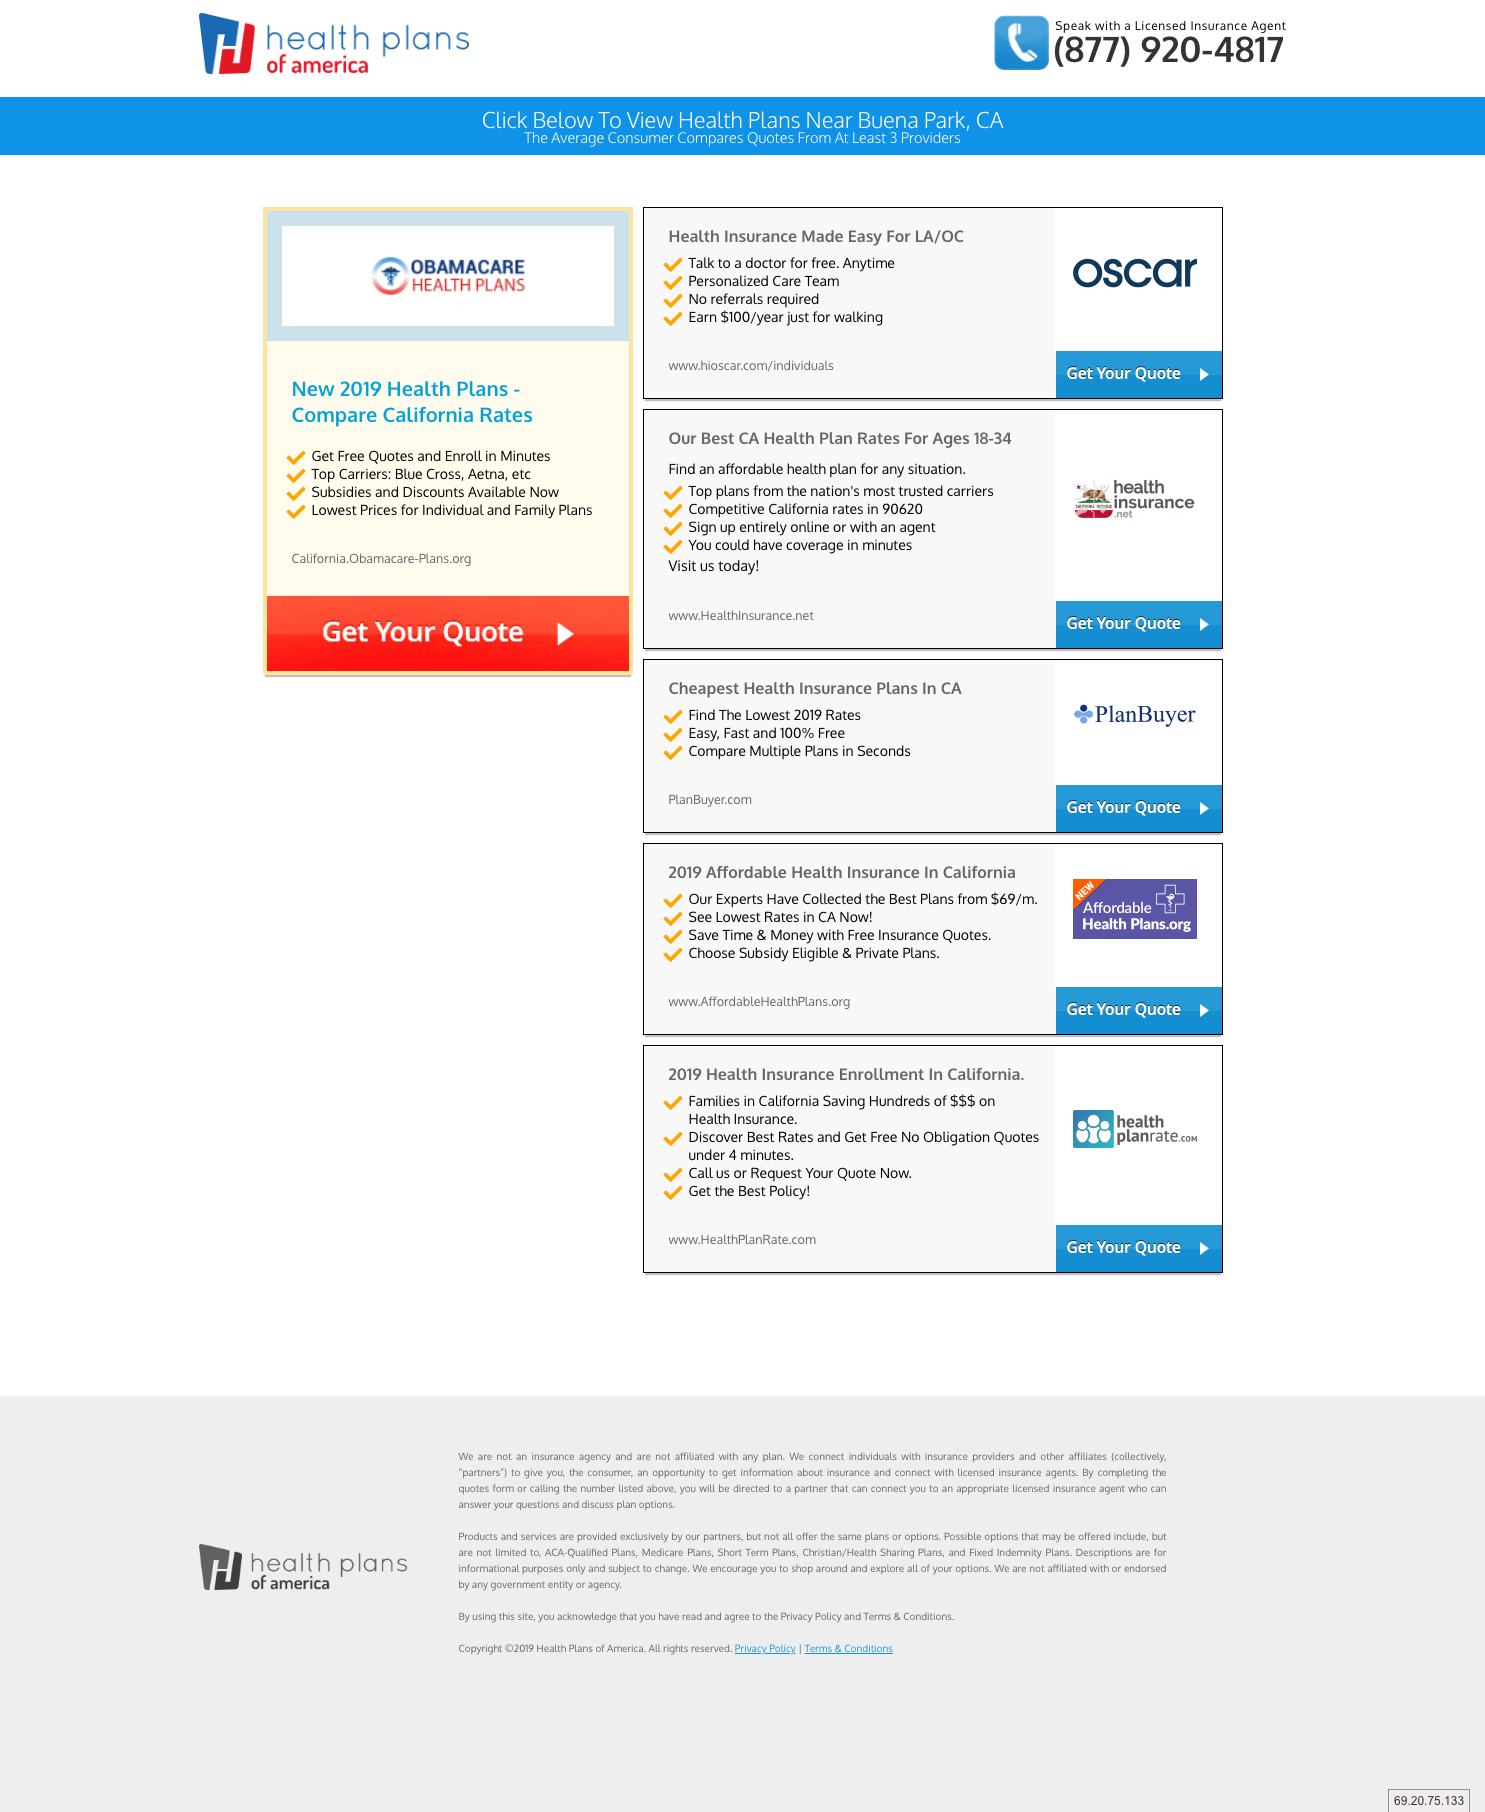 health plans
of america
Speak with a Licensed Insurance Agent
(877) 920-4817
Click Below To View Health Plans Near Buena Park, CA
The Average Consumer Compares Quotes From At Least 3 Providers
OBAMACARE
HEALTH PLANS
New 2019 Health Plans -
Compare California Rates
Get Free Quotes and Enroll in Minutes
Top Carriers: Blue Cross, Aetna, etc
Subsidies and Discounts Available Now
Lowest Prices for Individual and Family Plans
California.Obamacare-Plans.org
Get Your Quote
Health Insurance Made Easy For LA/OC
Talk to a doctor for free. Anytime
Personalized Care Team
No referrals required
Earn $100/year just for walking
www.hioscar.com/individuals
oscar
Get Your Quote
Our Best CA Health Plan Rates For Ages 18-34
Find an affordable health plan for any situation.
Top plans from the nation's most trusted carriers
Competitive California rates in 90620
Sign up entirely online or with an agent
You could have coverage in minutes
Visit us today!
www.HealthInsurance.net
health
insurance
.net
Get Your Quote
Cheapest Health Insurance Plans In CA
Find The Lowest 2019 Rates
Easy, Fast and 100% Free
Compare Multiple Plans in Seconds
PlanBuyer.com
PlanBuyer
Get Your Quote
2019 Affordable Health Insurance In California
Our Experts Have Collected the Best Plans from $69/m.
See Lowest Rates in CA Now!
Save Time & Money with Free Insurance Quotes.
Choose Subsidy Eligible & Private Plans.
www.AffordableHealthPlans.org
NEW
Affordable
Health Plans.org
Get Your Quote
2019 Health Insurance Enrollment In California.
Families in California Saving Hundreds of $$$ on
Health Insurance.
Discover Best Rates and Get Free No Obligation Quotes
under 4 minutes.
Call us or Request Your Quote Now.
Get the Best Policy!
www.HealthPlanRate.com
health
planrate.com
Get Your Quote
health plans
of america
We are not an insurance agency and are not affiliated with any plan. We connect individuals with insurance providers and other affiliates (collectively,
"partners") to give you, the consumer, an opportunity to get information about insurance and connect with licensed insurance agents. By completing the
quotes form or calling the number listed above, you will be directed to a partner that can connect you to an appropriate licensed insurance agent who can
answer your questions and discuss plan options.
Products and services are provided exclusively by our partners, but not all offer the same plans or options. Possible options that may be offered include, but
are not limited to, ACA-Qualified Plans, Medicare Plans, Short Term Plans, Christian/Health Sharing Plans, and Fixed Indemnity Plans. Descriptions are for
informational purposes only and subject to change. We encourage you to shop around and explore all of your options. We are not affiliated with or endorsed
by any government entity or agency.
By using this site, you acknowledge that you have read and agree to the Privacy Policy and Terms & Conditions.
Copyright ©2019 Health Plans of America. All rights reserved. Privacy Policy | Terms & Conditions
69.20.75.133